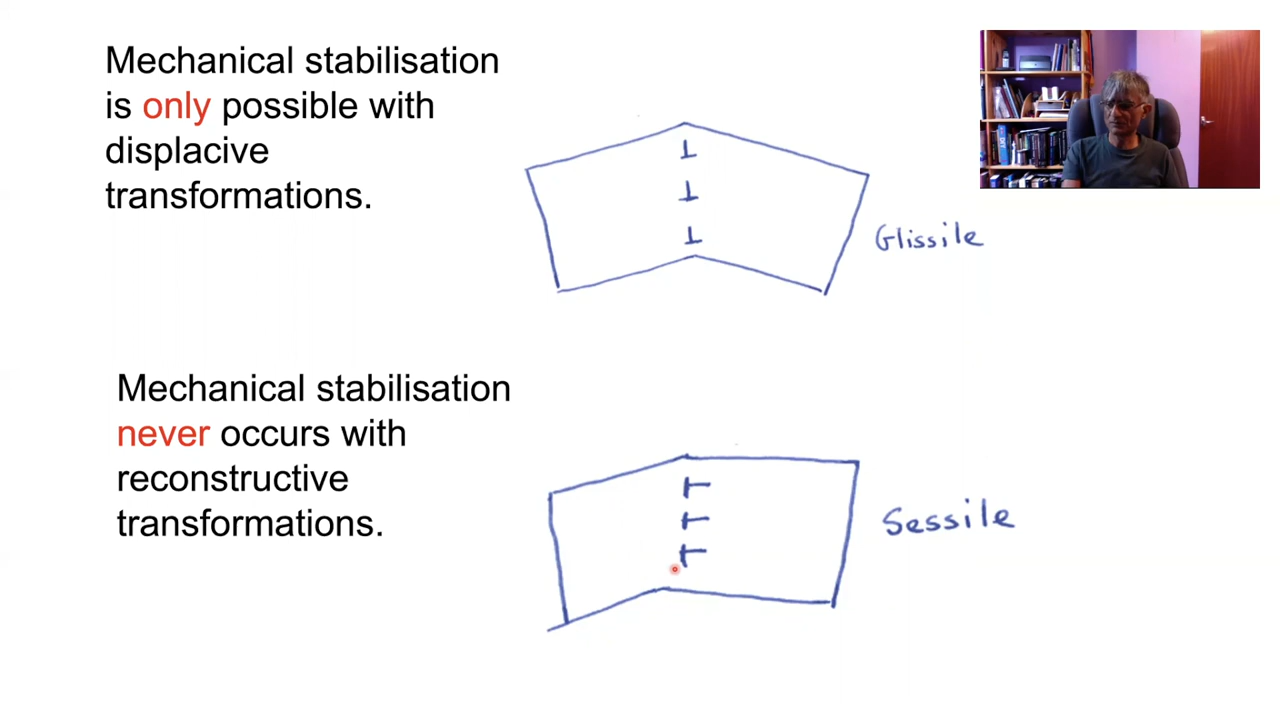 Mechanical stabilisation
is only possible with
displacive
transformations.
Glissile
Mechanical stabilisation
never occurs with
reconstructive
transformations.
Sessile